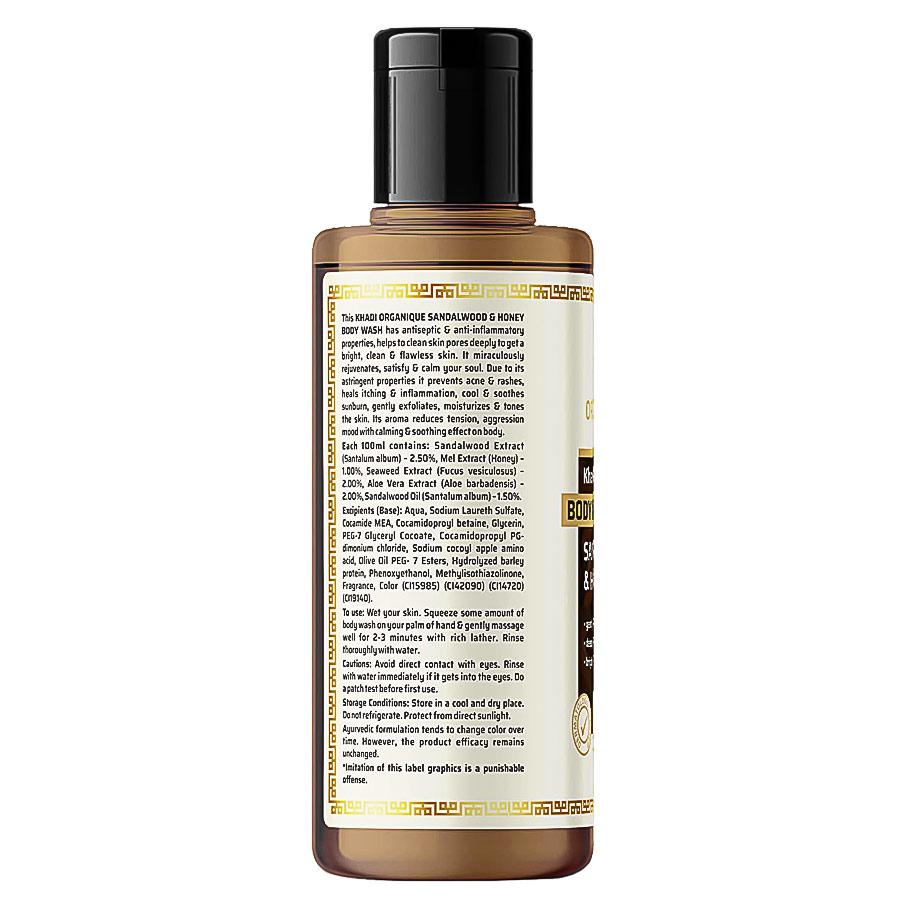 This KHADI ORGANIQUE SANDALWOOD & HONEY
BODY WASH has antiseptic & anti-inflammatory
properties, helps to clean skin pores deeply to get a
bright, clean & flawless skin. It miraculously
rejuvenates, satisfy & calm your soul. Due to its
astringent properties it prevents acne & rashes,
heals itching & inflammation, cool & soothes
sunburn, gently exfoliates, moisturizes & tones
the skin. Its aroma reduces tension, aggression
mood with calming & soothing effect on body.
Each 100ml contains: Sandalwood Extract
(Santalum album) - 2.50%, Mel Extract (Honey) -
1.00%, Seaweed Extract (Fucus vesiculosus) -
2.00%, Aloe Vera Extract (Aloe barbadensis) -
2.00%, Sandalwood Oil (Santalum album) - 1.50%.
Excipients (Base): Aqua, Sodium Laureth Sulfate,
Cocamide MEA, Cocamidoproyl betaine, Glycerin,
PEG-7 Glyceryl Cocoate, Cocamidopropyl PG-
dimonium chloride, Sodium cocoyl apple amino
acid, Olive Oil PEG- 7 Esters, Hydrolyzed barley
protein, Phenoxyethanol, Methylisothiazolinone,
Fragrance, Color (CI15985) (CI42090) (CI14720)
(CI19140).
To use: Wet your skin. Squeeze some amount of
body wash on your palm of hand & gently massage
well for 2-3 minutes with rich lather. Rinse
thoroughly with water.
Cautions: Avoid direct contact with eyes. Rinse
with water immediately if it gets into the eyes. Do
a patch test before first use.
Storage Conditions: Store in a cool and dry place.
Do not refrigerate. Protect from direct sunlight.
Ayurvedic formulation tends to change color over
time. However, the product efficacy remains
unchanged.
*Imitation of this label graphics is a punishable
offense.
Kha
BODY
&